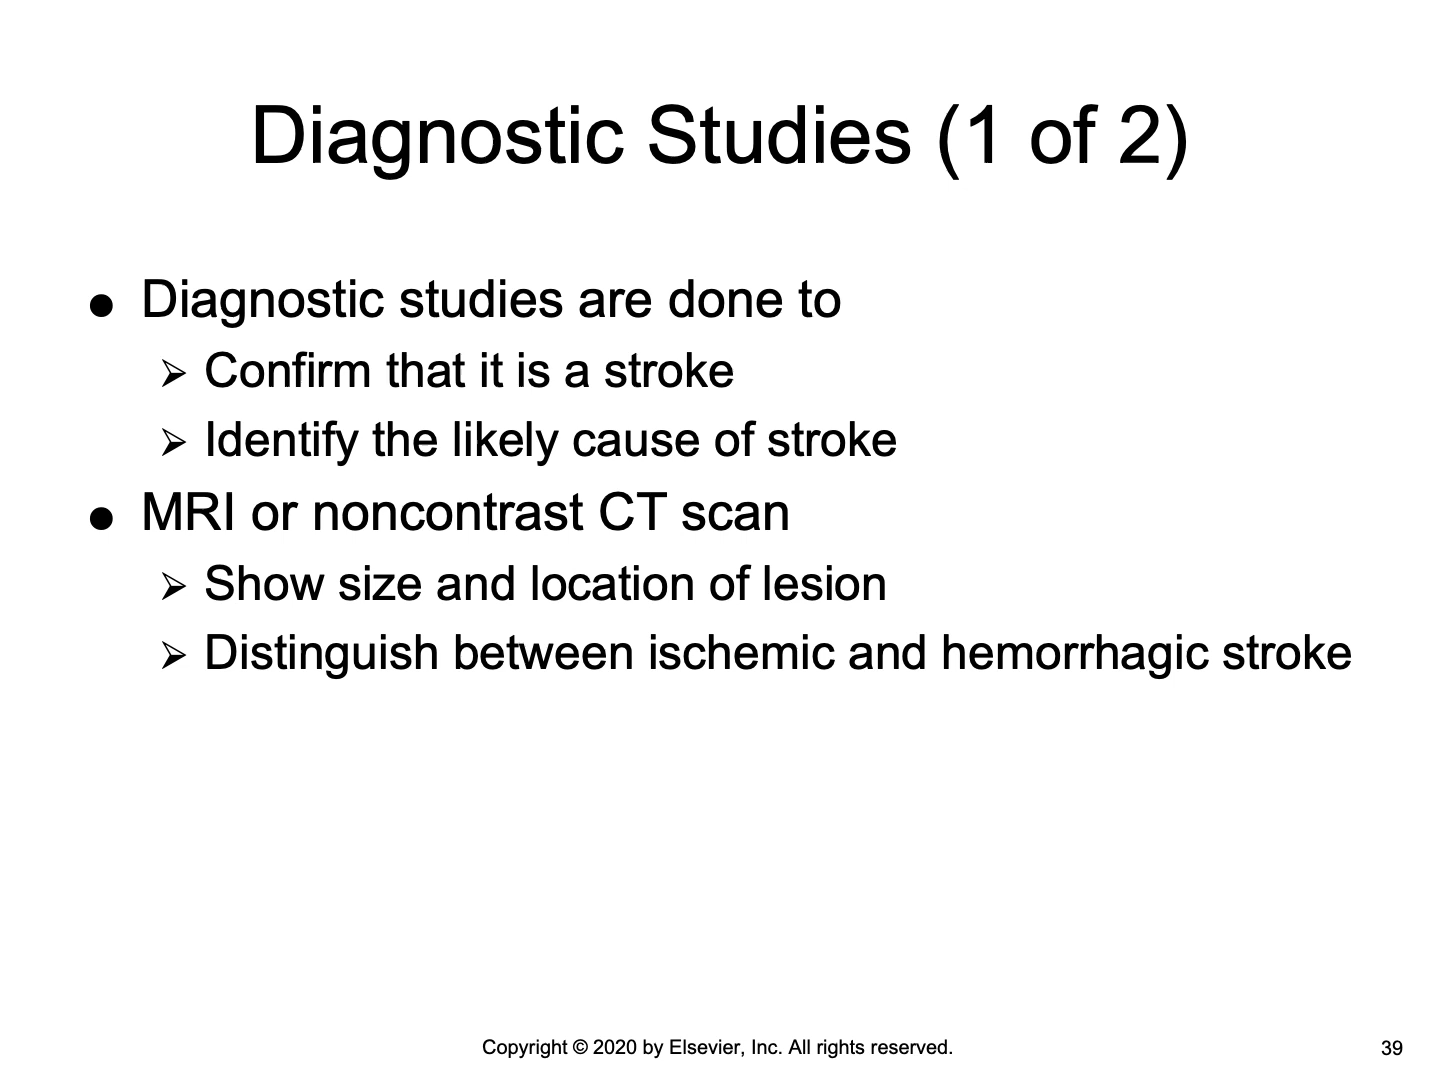 Diagnostic Studies (1 of 2)
● Diagnostic studies are done to
➢ Confirm that it is a stroke
➢ Identify the likely cause of stroke
● MRI or noncontrast CT scan
➢ Show size and location of lesion
➢ Distinguish between ischemic and hemorrhagic stroke
Copyright © 2020 by Elsevier, Inc. All rights reserved.
39